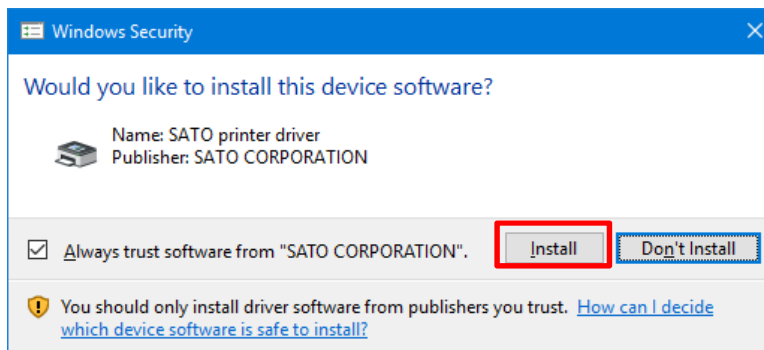 Windows Security
Would you like to install this device software?
Name: SATO printer driver
Publisher: SATO CORPORATION
Always trust software from "SATO CORPORATION".
Install
Don't Install
You should only install driver software from publishers you trust. How can I decide
which device software is safe to install?